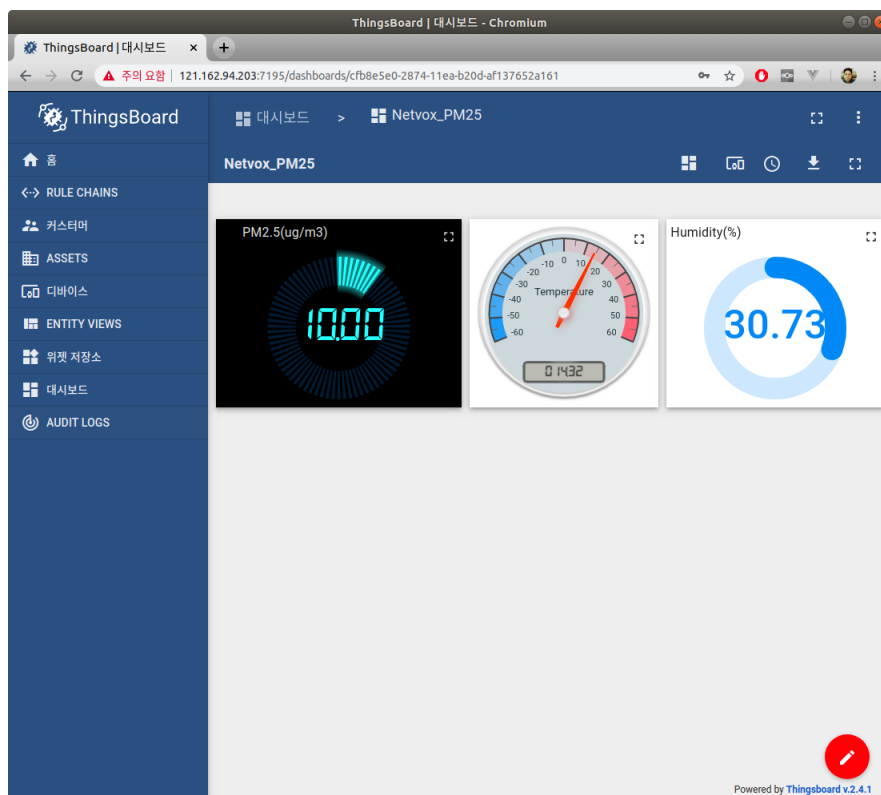 ThingsBoard | 대시보드 - Chromium
ThingsBoard | 대시보드 × +
주의 요함 121.162.94.203:7195/dashboards/cfb8e5e0-2874-11ea-b20d-af137652a161
ThingsBoard
대시보드 > Netvox_PM25
홈
Netvox_PM25
RULE CHAINS
커스터머
ASSETS
디바이스
ENTITY VIEWS
위젯 저장소
대시보드
AUDIT LOGS
PM2.5(ug/m3)
10.00
-60 -50 -40 -30 -20 -10 0 10 20 30 40 50 60
Temperature
014.32
Humidity(%)
30.73
Powered by Thingsboard v.2.4.1